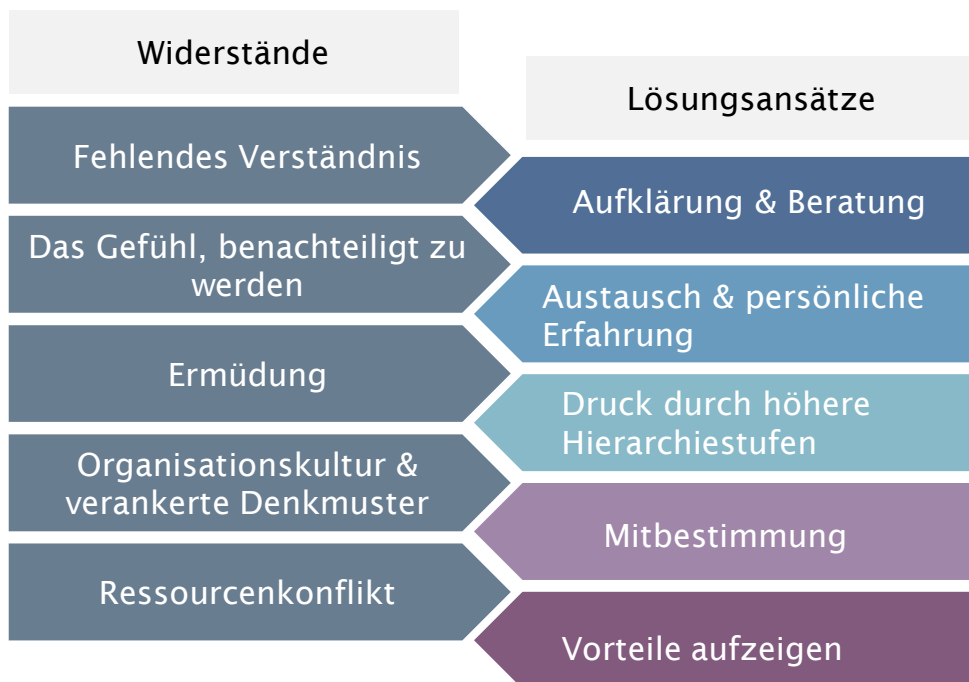 Widerstände
Fehlendes Verständnis
Das Gefühl, benachteiligt zu
werden
Ermüdung
Organisationskultur &
verankerte Denkmuster
Ressourcenkonflikt
Lösungsansätze
Aufklärung & Beratung
Austausch & persönliche
Erfahrung
Druck durch höhere
Hierarchiestufen
Mitbestimmung
Vorteile aufzeigen